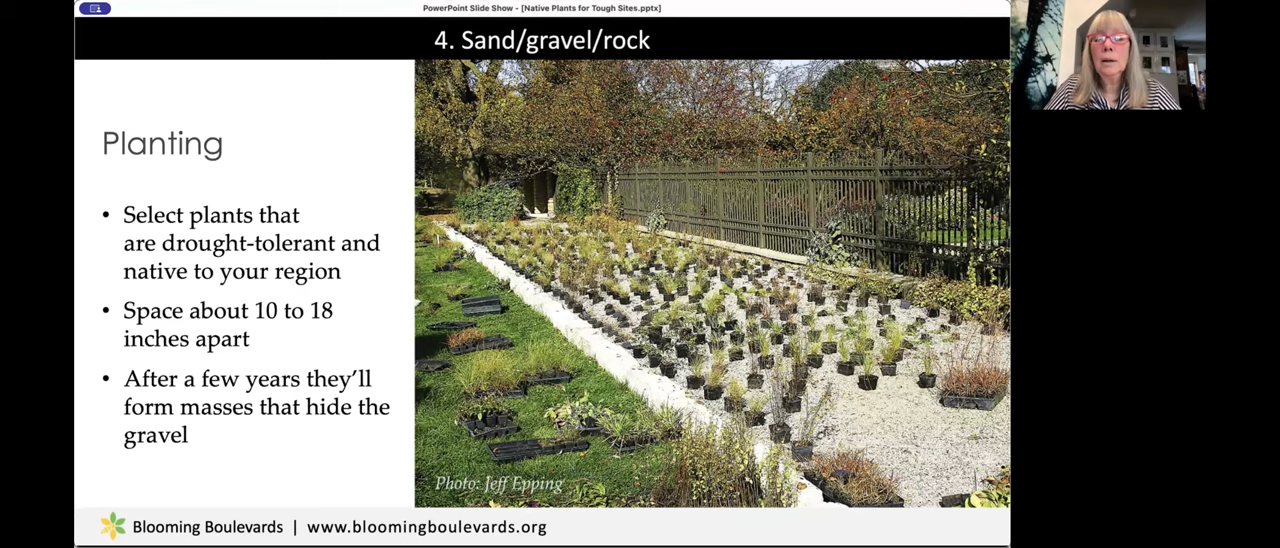 PowerPoint Slide Show - [Native Plants for Tough Sites.pptx]
4. Sand/gravel/rock
Planting
• Select plants that
are drought-tolerant and
native to your region
• Space about 10 to 18
inches apart
• After a few years they’ll
form masses that hide the
gravel
Photo: Jeff Epping
Blooming Boulevards | www.bloomingboulevards.org